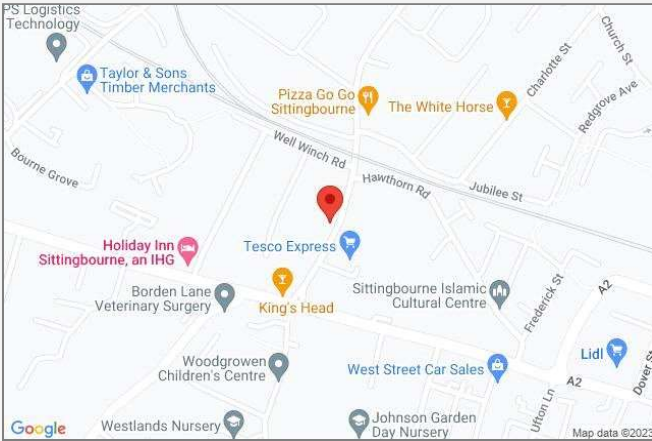 PS Logistics
Technology
Taylor & Sons
Timber Merchants
Pizza Go Go
Sittingbourne
The White Horse
Charlotte St
Church St
Redgrove Ave
Bourne Grove
Well Winch Rd
Hawthorn Rd
Jubilee St
Holiday Inn
Sittingbourne, an IHG
Tesco Express
Borden Lane
Veterinary Surgery
King's Head
Sittingbourne Islamic
Cultural Centre
Frederick St
A2
Woodgrowen
Children's Centre
West Street Car Sales
Lidl
A2
Dover St
Ufton Ln
Westlands Nursery
Johnson Garden
Day Nursery
Google
Map data ©2023